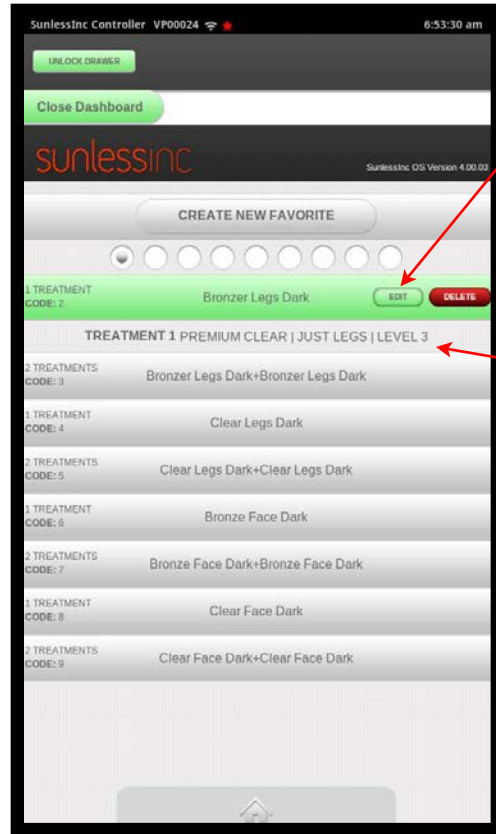 SunlessInc Controller VP00024 6:53:30 am
UNLOCK DRAWER
Close Dashboard
sunlessinc
SunlessInc OS Version 4.00.03
CREATE NEW FAVORITE
1 TREATMENT
CODE: 2
Bronzer Legs Dark
EDIT
DELETE
TREATMENT 1 PREMIUM CLEAR | JUST LEGS | LEVEL 3
2 TREATMENTS
CODE: 3
Bronzer Legs Dark+Bronzer Legs Dark
1 TREATMENT
CODE: 4
Clear Legs Dark
2 TREATMENTS
CODE: 5
Clear Legs Dark+Clear Legs Dark
1 TREATMENT
CODE: 6
Bronze Face Dark
2 TREATMENTS
CODE: 7
Bronze Face Dark+Bronze Face Dark
1 TREATMENT
CODE: 8
Clear Face Dark
2 TREATMENTS
CODE: 9
Clear Face Dark+Clear Face Dark